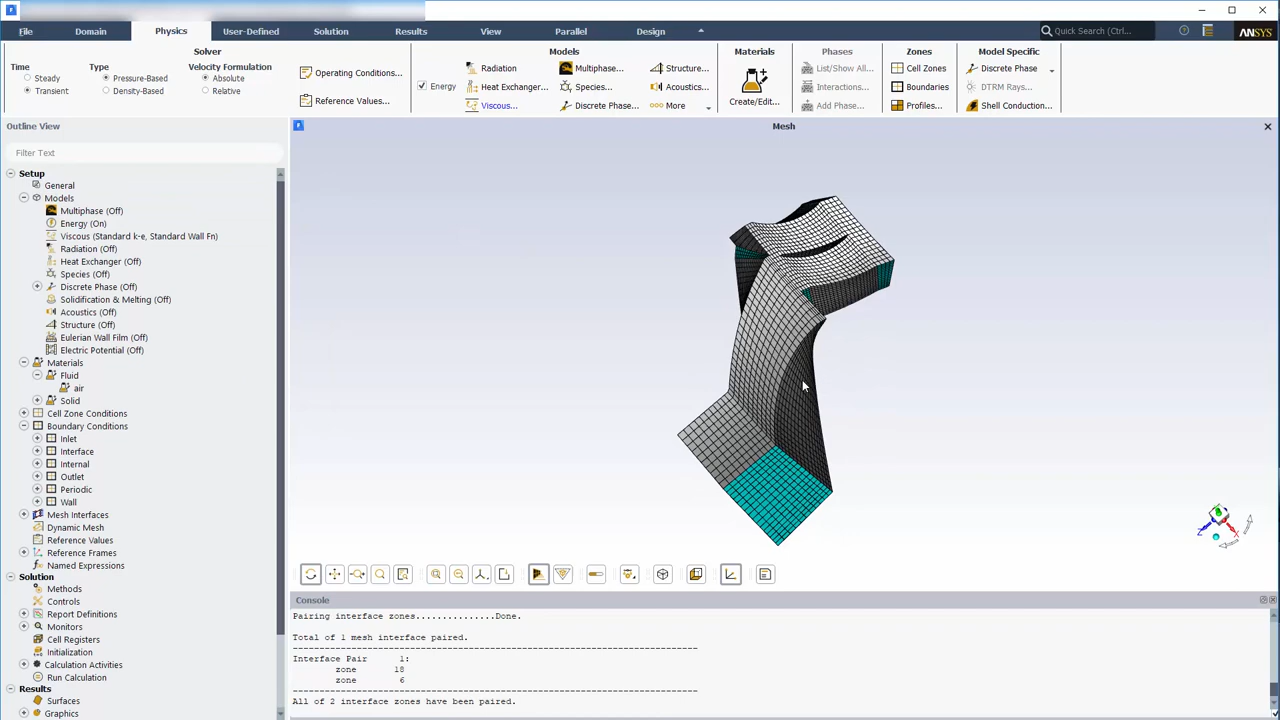 File Domain Physics User-Defined Solution Results View Parallel Design Quick Search (Ctrl... ANSYS
Solver Models Materials Phases Zones Model Specific
Time Type Velocity Formulation
Steady Pressure-Based Absolute
Transient Density-Based Relative
Operating Conditions...
Reference Values...
Energy
Radiation Multiphase... Structure...
Heat Exchanger... Species... Acoustics...
Viscous... Discrete Phase... More
Create/Edit...
List/Show All...
Interactions...
Add Phase...
Cell Zones
Boundaries
Profiles...
Discrete Phase
DTRM Rays...
Shell Conduction...
Outline View
Filter Text
Setup
General
Models
Multiphase (Off)
Energy (On)
Viscous (Standard k-e, Standard Wall Fn)
Radiation (Off)
Heat Exchanger (Off)
Species (Off)
Discrete Phase (Off)
Solidification & Melting (Off)
Acoustics (Off)
Structure (Off)
Eulerian Wall Film (Off)
Electric Potential (Off)
Materials
Fluid
air
Solid
Cell Zone Conditions
Boundary Conditions
Inlet
Interface
Internal
Outlet
Periodic
Wall
Mesh Interfaces
Dynamic Mesh
Reference Values
Reference Frames
Named Expressions
Solution
Methods
Controls
Report Definitions
Monitors
Cell Registers
Initialization
Calculation Activities
Run Calculation
Results
Surfaces
Graphics
Mesh
Console
Pairing interface zones...............Done.
Total of 1 mesh interface paired.
Interface Pair 1:
zone 18
zone 6
All of 2 interface zones have been paired.